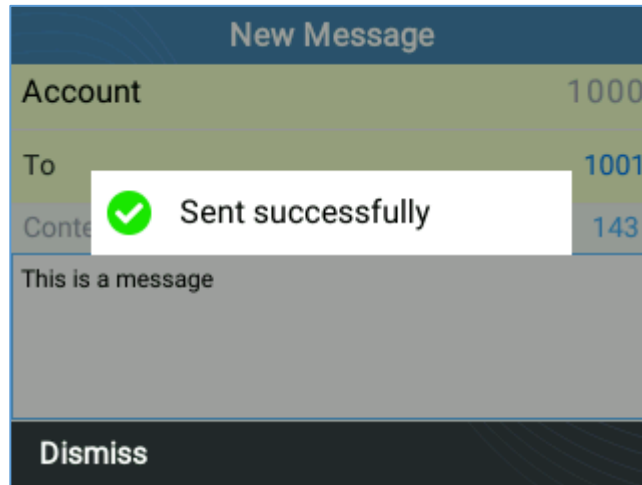 New Message
Account 1000
To 1001
Sent successfully
Conte 143
This is a message
Dismiss